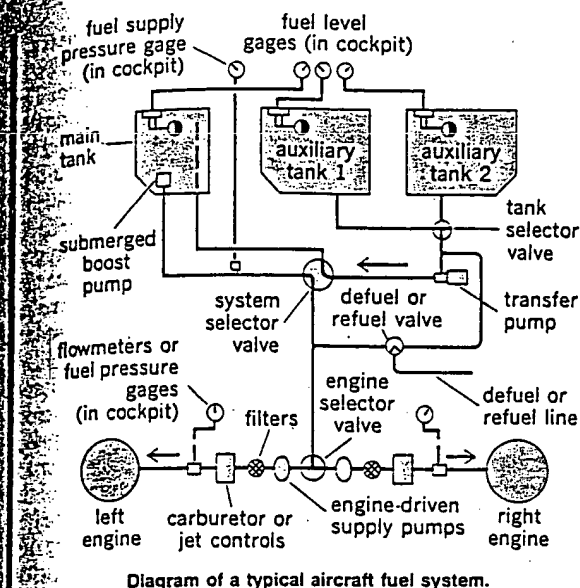 fuel supply
pressure gage
(in cockpit)
fuel level
gages (in cockpit)
main
tank
auxiliary
tank 1
auxiliary
tank 2
submerged
boost
pump
tank
selector
valve
system
selector
valve
defuel or
refuel valve
transfer
pump
flowmeters or
fuel pressure
gages
(in cockpit)
filters
engine
selector
valve
defuel or
refuel line
left
engine
carburetor or
jet controls
engine-driven
supply pumps
right
engine
Diagram of a typical aircraft fuel system.